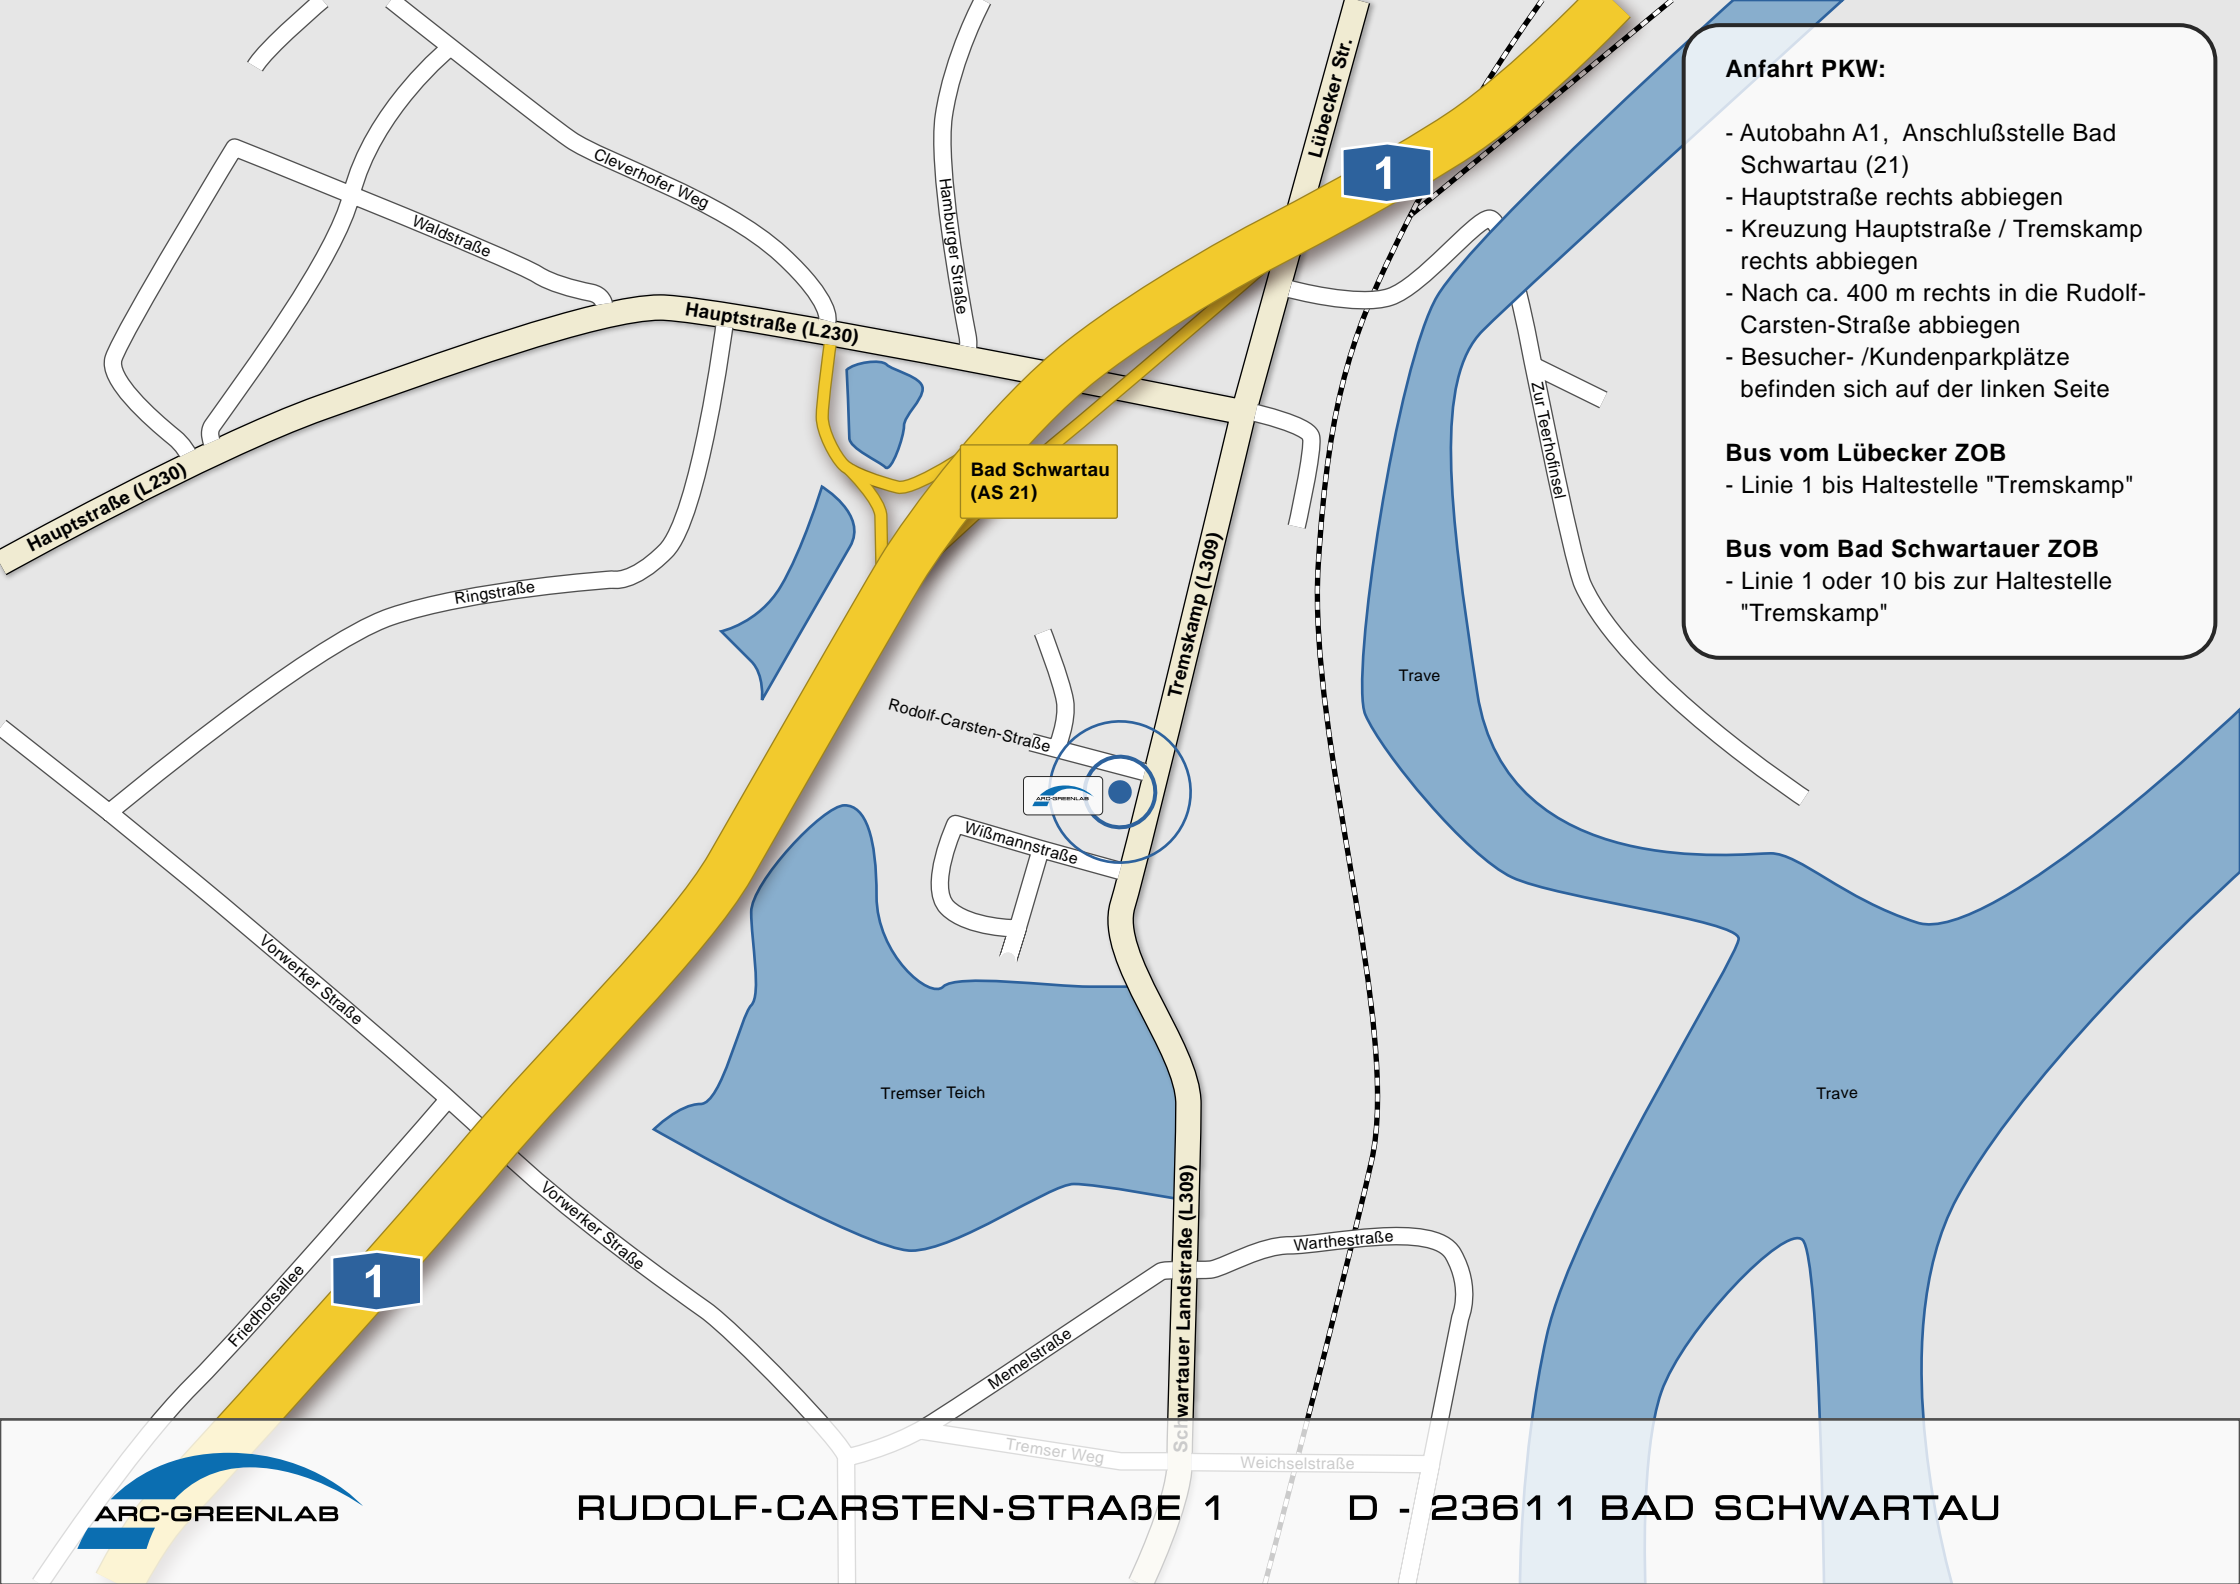 Anfahrt PKW:
- Autobahn A1,  Anschlußstelle Bad
Schwartau (21)
- Hauptstraße rechts abbiegen
- Kreuzung Hauptstraße / Tremskamp
rechts abbiegen
- Nach ca. 400 m rechts in die Rudolf-
Carsten-Straße abbiegen
- Besucher- /Kundenparkplätze
befinden sich auf der linken Seite
Bus vom Lübecker ZOB
- Linie 1 bis Haltestelle "Tremskamp"
Bus vom Bad Schwartauer ZOB
- Linie 1 oder 10 bis zur Haltestelle
"Tremskamp"
Lübecker Str.
1
Cleverhofer Weg
Waldstraße
Hamburger Straße
Hauptstraße (L230)
Hauptstraße (L230)
Bad Schwartau
(AS 21)
Zur Teerhofinsel
Ringstraße
Tremskamp (L309)
Trave
Rodolf-Carsten-Straße
ARC-GREENLAB
Wißmannstraße
Vorwerker Straße
Tremser Teich
Trave
Vorwerker Straße
Schwartauer Landstraße (L309)
Warthestraße
1
Friedhofsallee
Memelstraße
Tremser Weg
Weichselstraße
ARC-GREENLAB
RUDOLF-CARSTEN-STRAßE 1
D - 23611 BAD SCHWARTAU